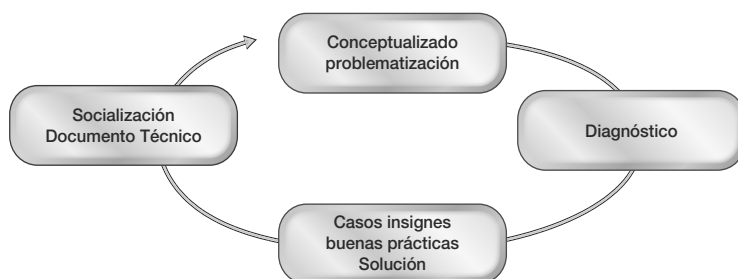 Conceptualizado
problematización
Socialización
Documento Técnico
Diagnóstico
Casos insignes
buenas prácticas
Solución